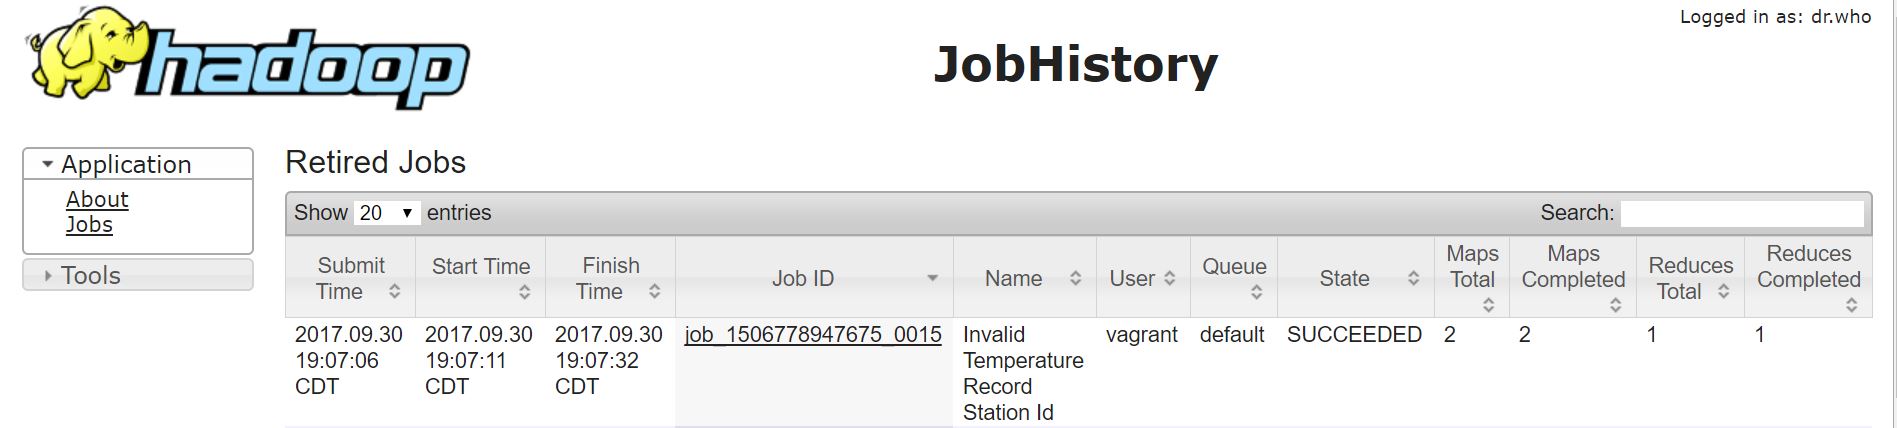 Logged in as: dr.who
hadoop
JobHistory
Application
About
Jobs
Tools
Retired Jobs
Show 20 entries Search:
Submit Time Start Time Finish Time Job ID Name User Queue State Maps Total Maps Completed Reduces Total Reduces Completed
2017.09.30 2017.09.30 2017.09.30 job_1506778947675_0015 Invalid vagrant default SUCCEEDED 2 2 1 1
19:07:06 19:07:11 19:07:32 Temperature
CDT CDT CDT Record
Station Id